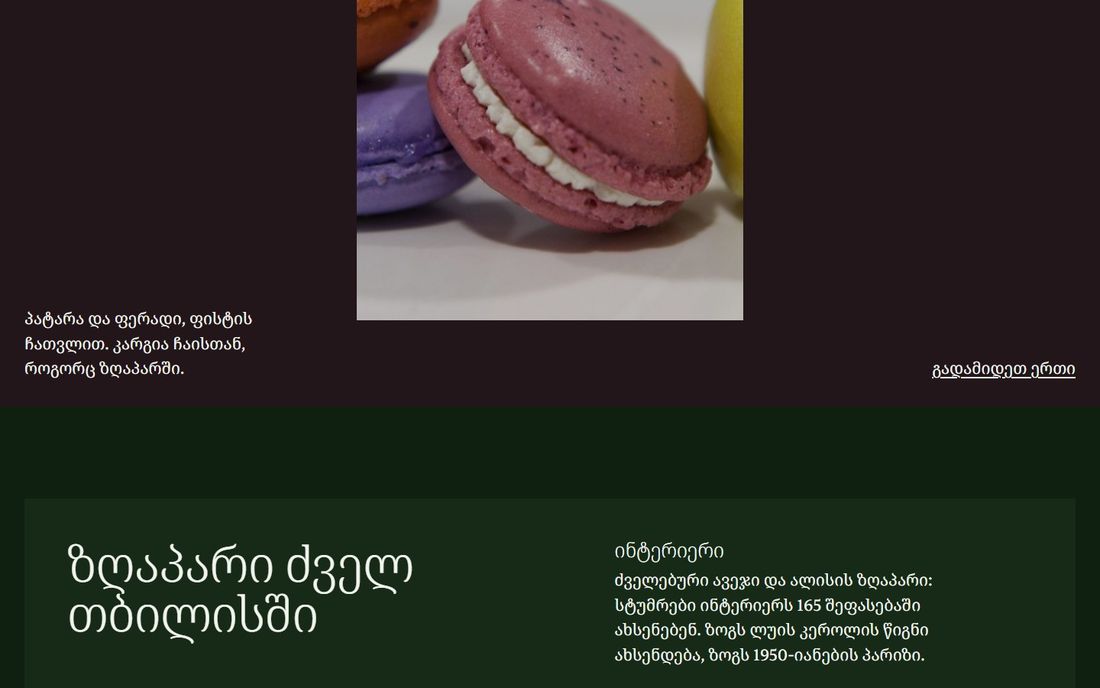 პატარა და ფერადი, ფისტის
ჩათვლით. კარგია ჩაისთან,
როგორც ზღაპარში.
გადამიდეთ ერთი
ზღაპარი ძველ
თბილისში
ინტერიერი
ძველებური ავეჯი და ალისის ზღაპარი:
სტუმრები ინტერიერს 165 შეფასებაში
ახსენებენ. ზოგს ლუის კეროლის წიგნი
ახსენდება, ზოგს 1950-იანების პარიზი.